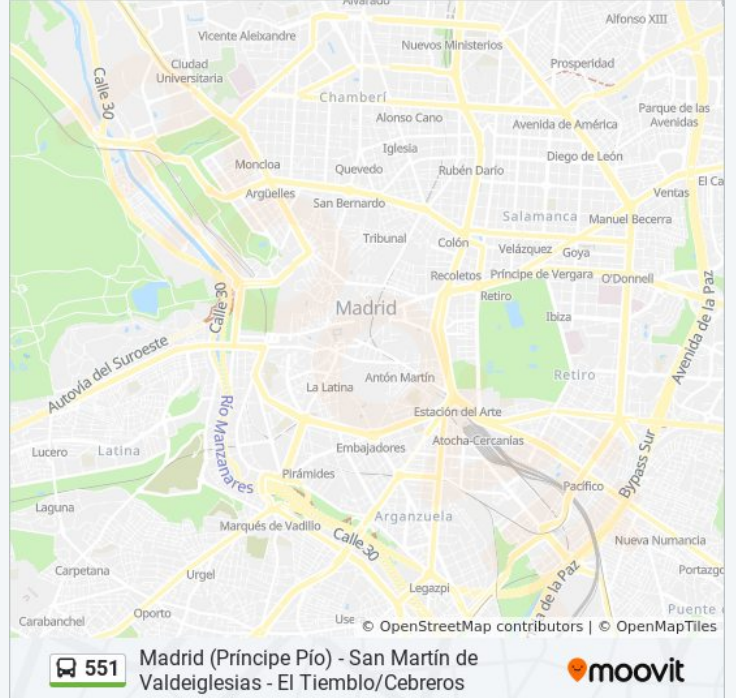 Alvarado
Alfonso XIII
Vicente Aleixandre
Nuevos Ministerios
Ciudad
Universitaria
Prosperidad
Calle 30
Chamberí
Parque de las
Avenidas
Alonso Cano
Avenida de América
Iglesia
Diego de León
Moncloa
Quevedo
Rubén Darío
El Ca
Argüelles
Ventas
San Bernardo
Salamanca
Manuel Becerra
Tribunal
Colón
Velázquez
Goya
Recoletos
Príncipe de Vergara
O'Donnell
Calle 30
Retiro
Madrid
Ibiza
Avenida de la Paz
Autovía del Suroeste
Retiro
Antón Martín
La Latina
Estación del Arte
Río Manzanares
Atocha-Cercanías
Embajadores
Lucero
Latina
Bypass Sur
Pirámides
Pacífico
Laguna
Arganzuela
Marqués de Vadillo
Calle 30
Nueva Numancia
Carpetana
Urgel
Portazgo
Legazpi
a de la Paz
Oporto
Puente
Carabanchel
Use
© OpenStreetMap contributors | © OpenMapTiles
551
Madrid (Príncipe Pío) - San Martín de
Valdeiglesias - El Tiemblo/Cebreros
moovit